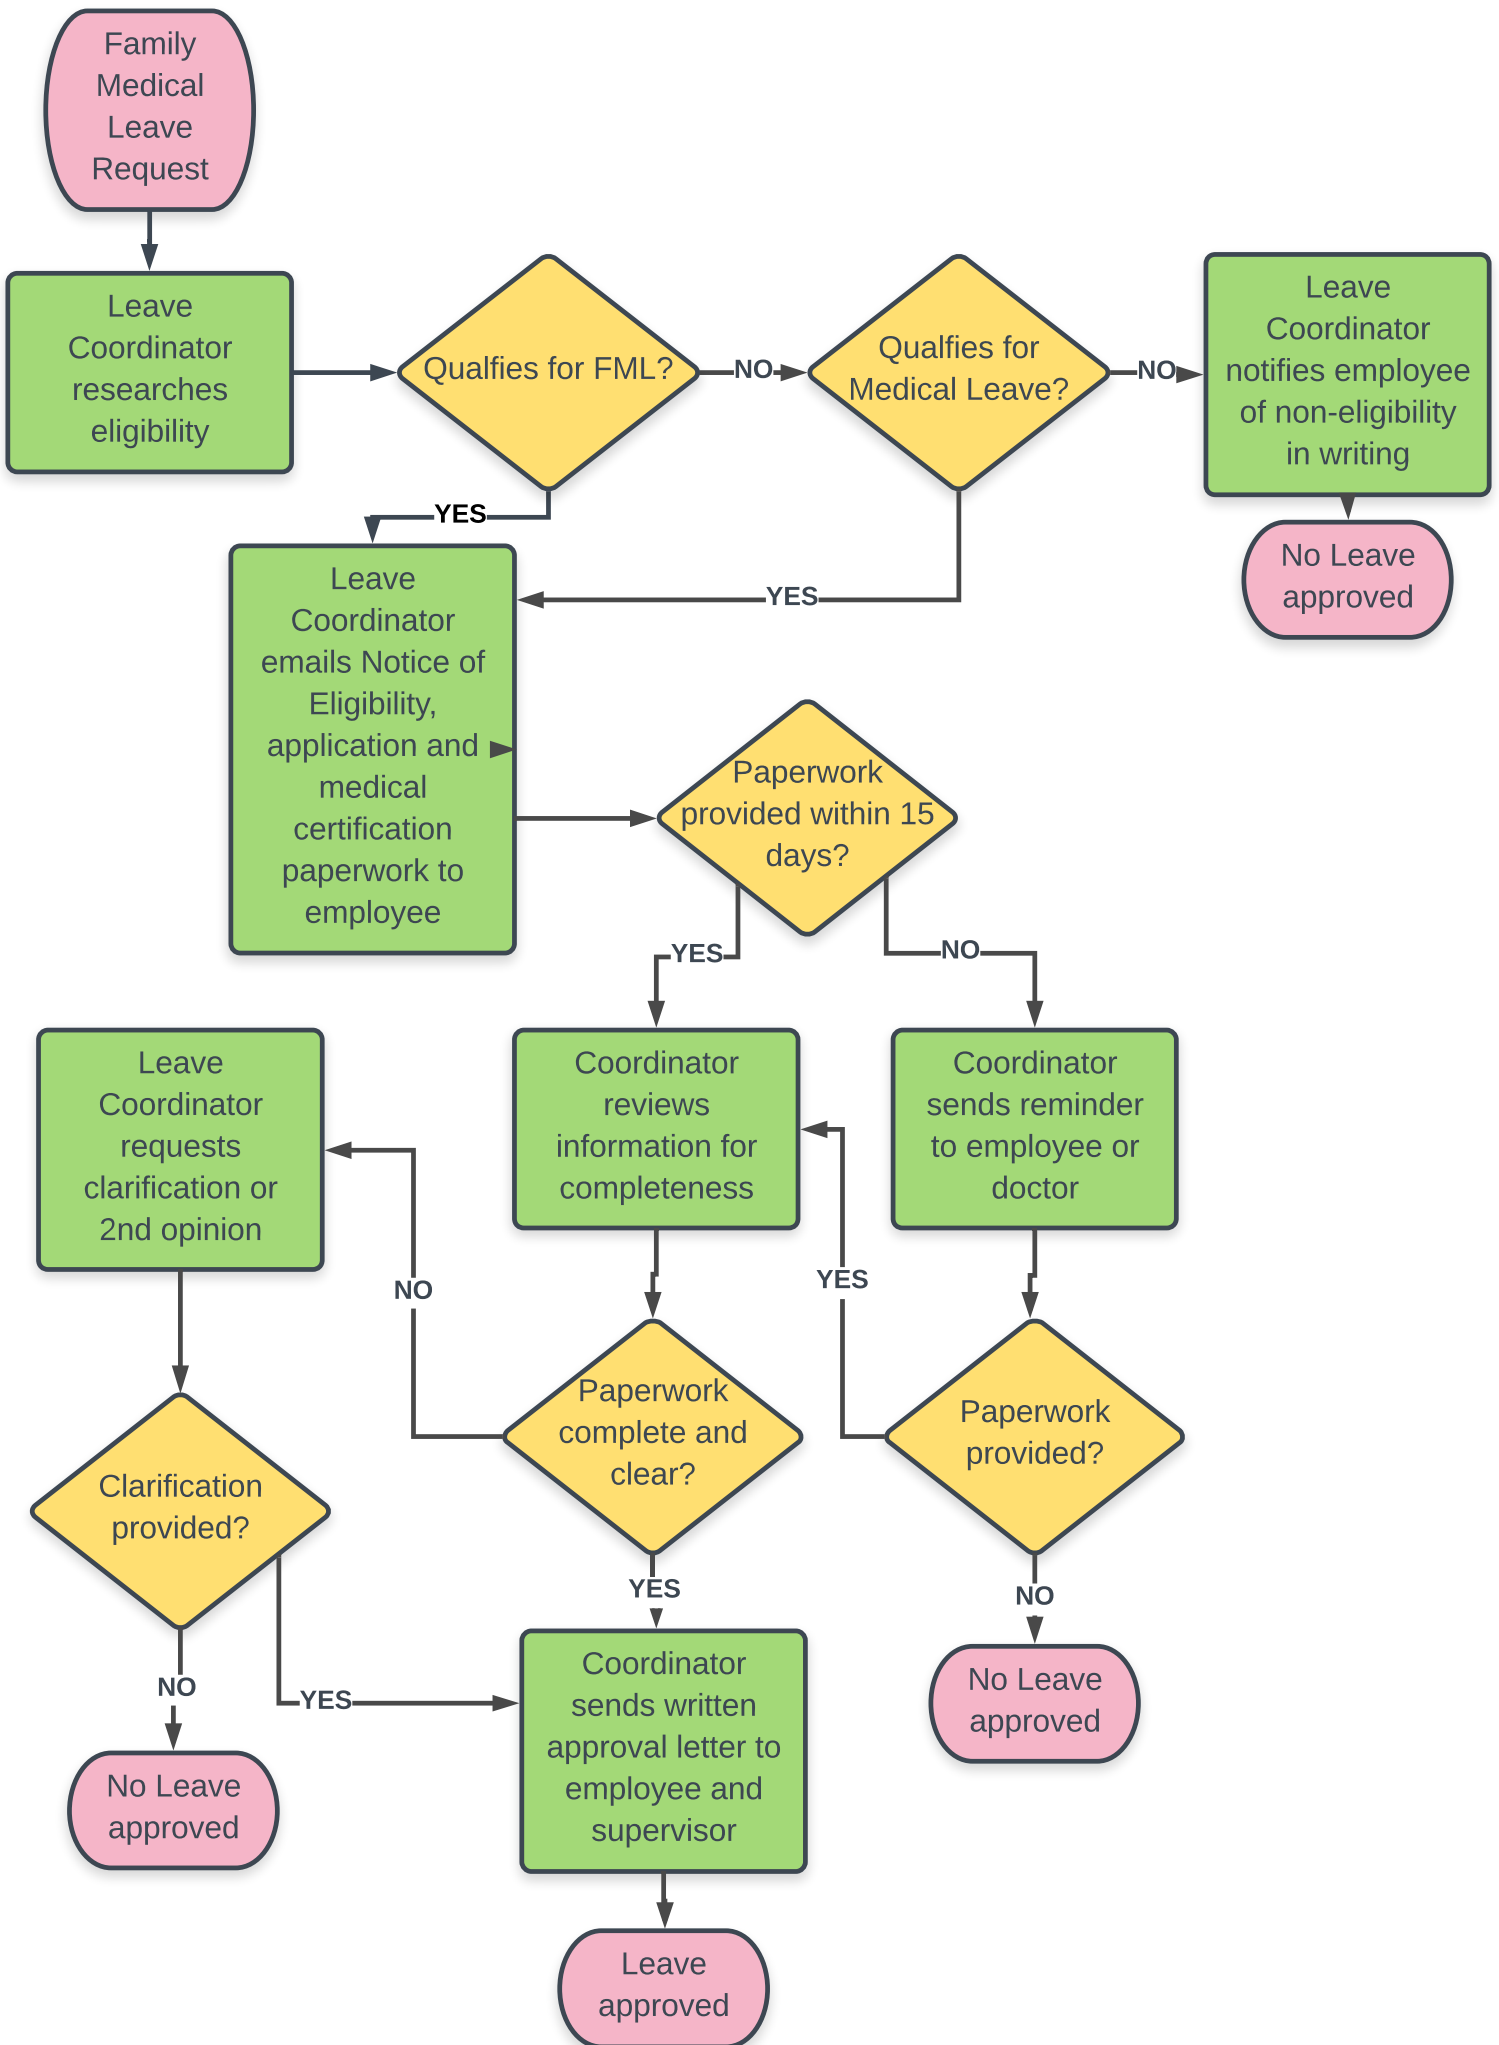 Family
Medical
Leave
Request
Leave
Coordinator
researches
eligibility
Qualfies for FML?
NO
Qualfies for
Medical Leave?
NO
Leave
Coordinator
notifies employee
of non-eligibility
in writing
YES
No Leave
approved
YES
Leave
Coordinator
emails Notice of
Eligibility,
application and
medical
certification
paperwork to
employee
Paperwork
provided within 15
days?
YES
NO
Leave
Coordinator
requests
clarification or
2nd opinion
Coordinator
reviews
information for
completeness
Coordinator
sends reminder
to employee or
doctor
NO
YES
Clarification
provided?
Paperwork
complete and
clear?
Paperwork
provided?
YES
NO
NO
YES
Coordinator
sends written
approval letter to
employee and
supervisor
No Leave
approved
No Leave
approved
Leave
approved